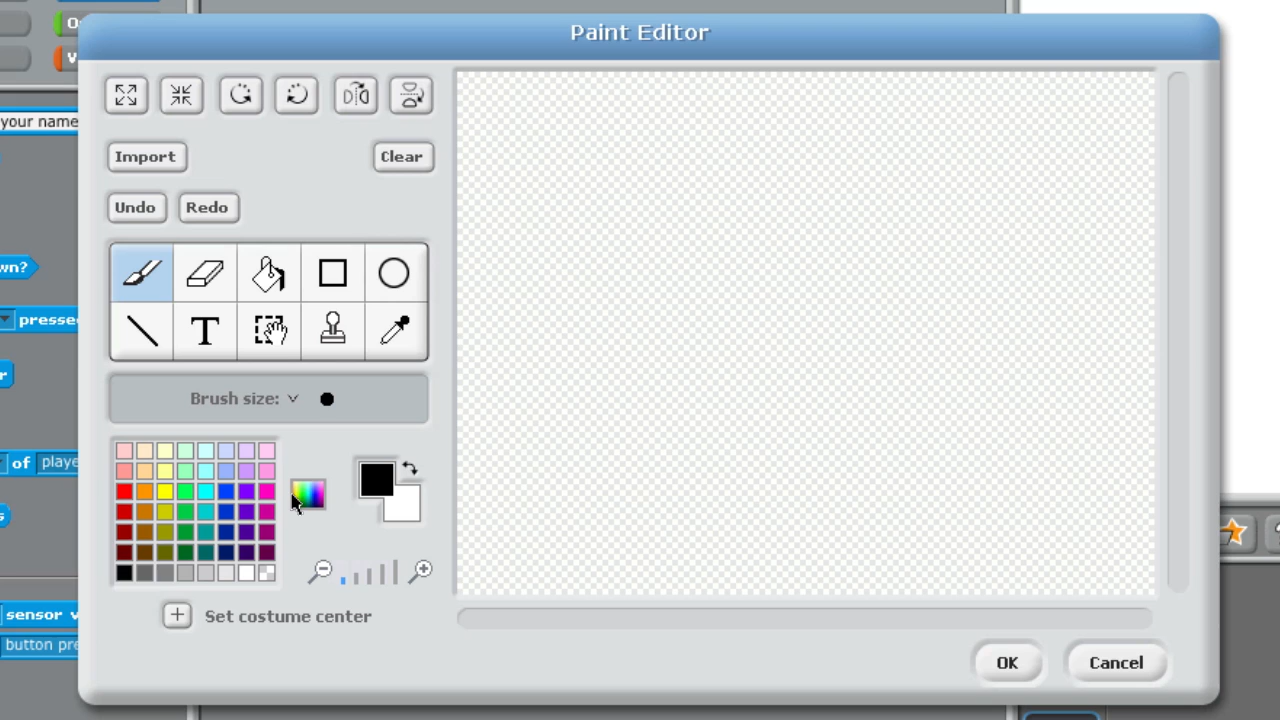 O
V
Paint Editor
your name
Import
Clear
Undo
Redo
wn?
presse
T
r
Brush size:
of playe
s
Set costume center
sensor v
button pre
OK
Cancel